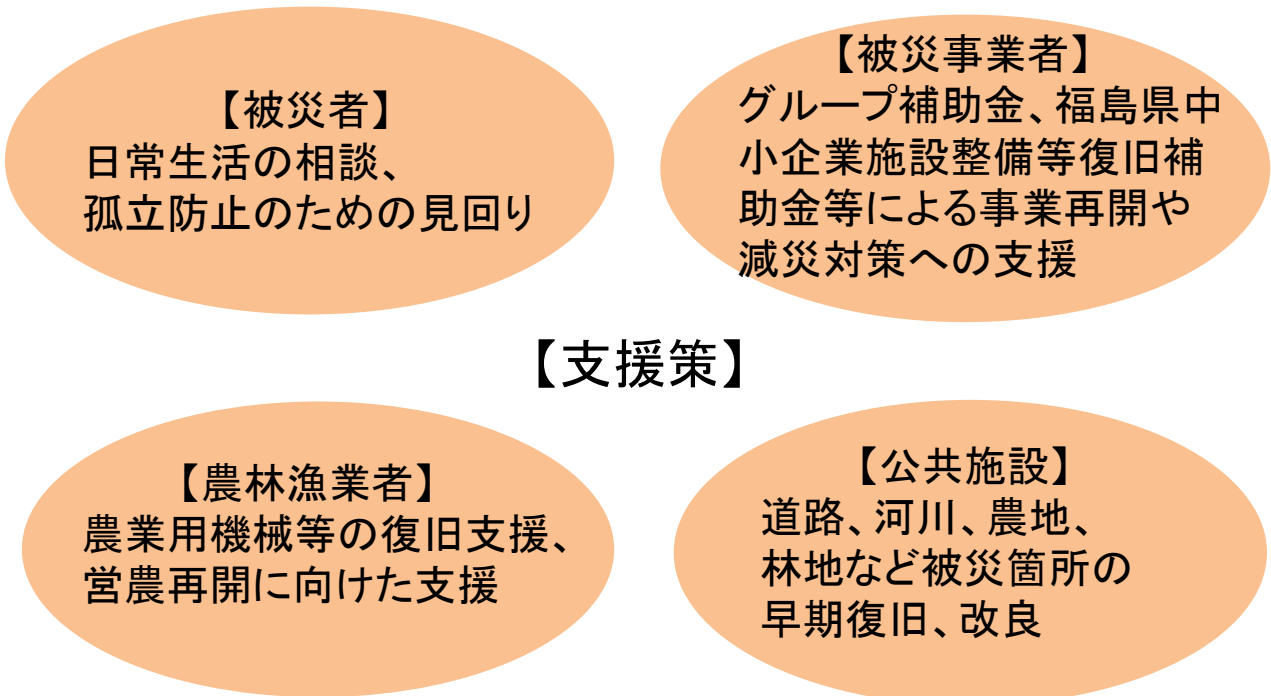 【被災者】
日常生活の相談、
孤立防止のための見回り
【被災事業者】
グループ補助金、福島県中
小企業施設整備等復旧補
助金等による事業再開や
減災対策への支援
【支援策】
【農林漁業者】
農業用機械等の復旧支援、
営農再開に向けた支援
【公共施設】
道路、河川、農地、
林地など被災箇所の
早期復旧、改良